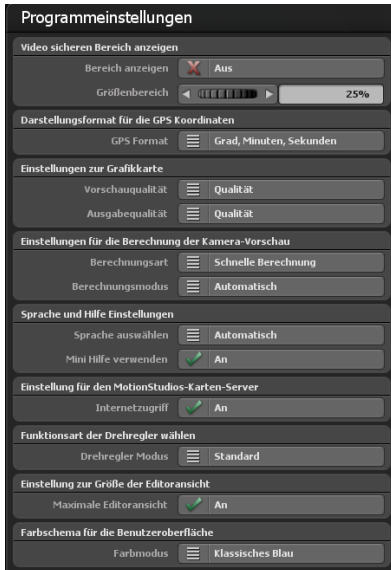 Programmeinstellungen
Video sicheren Bereich anzeigen
Bereich anzeigen Aus
Größenbereich 25%
Darstellungsformat für die GPS Koordinaten
GPS Format Grad, Minuten, Sekunden
Einstellungen zur Grafikkarte
Vorschauqualität Qualität
Ausgabequalität Qualität
Einstellungen für die Berechnung der Kamera-Vorschau
Berechnungsart Schnelle Berechnung
Berechnungsmodus Automatisch
Sprache und Hilfe Einstellungen
Sprache auswählen Automatisch
Mini Hilfe verwenden An
Einstellung für den MotionStudios-Karten-Server
Internetzugriff An
Funktionsart der Drehregler wählen
Drehregler Modus Standard
Einstellung zur Größe der Editoransicht
Maximale Editoransicht An
Farbschema für die Benutzeroberfläche
Farbmodus Klassisches Blau